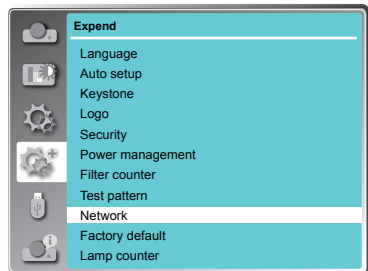 Expend
Language
Auto setup
Keystone
Logo
Security
Power management
Filter counter
Test pattern
Network
Factory default
Lamp counter